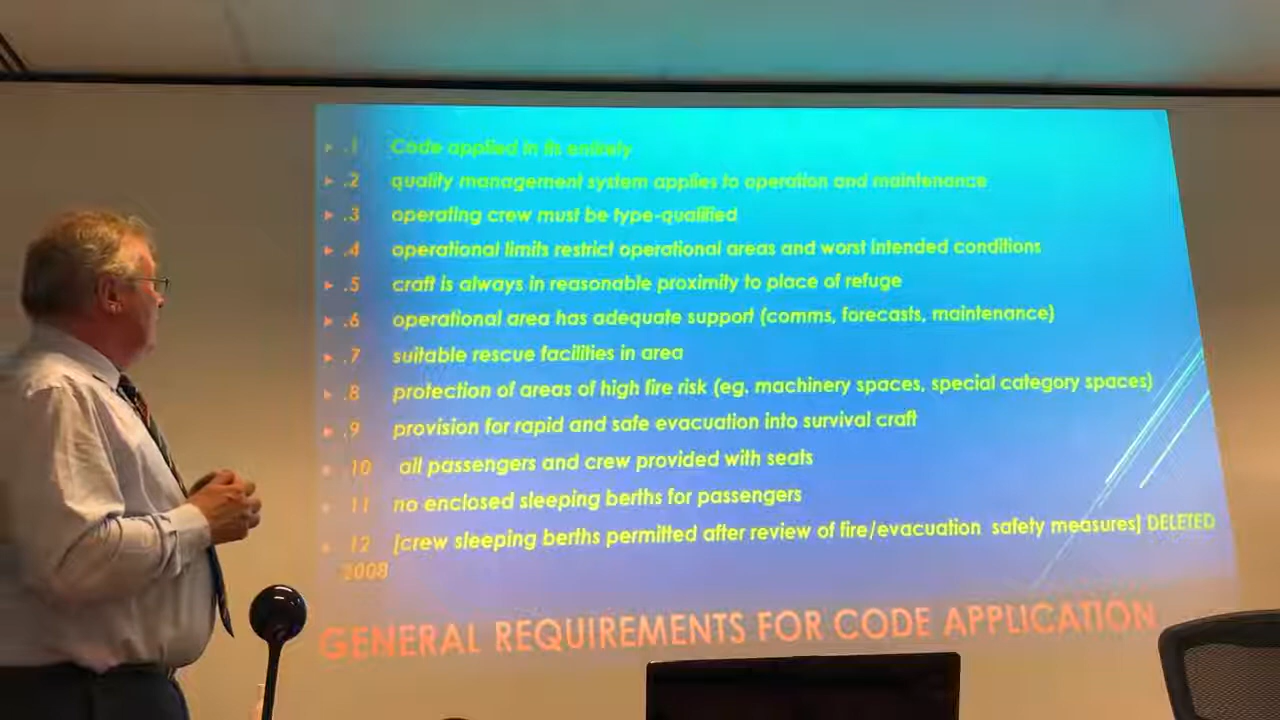 .1 Code applied in its entirety
.2 quality management system applies to operation and maintenance
.3 operating crew must be type-qualified
.4 operational limits restrict operational areas and worst intended conditions
.5 craft is always in reasonable proximity to place of refuge
.6 operational area has adequate support (comms, forecasts, maintenance)
.7 suitable rescue facilities in area
.8 protection of areas of high fire risk (eg. machinery spaces, special category spaces)
.9 provision for rapid and safe evacuation into survival craft
10 all passengers and crew provided with seats
11 no enclosed sleeping berths for passengers
12 [crew sleeping berths permitted after review of fire/evacuation safety measures] DELETED
2008
GENERAL REQUIREMENTS FOR CODE APPLICATION